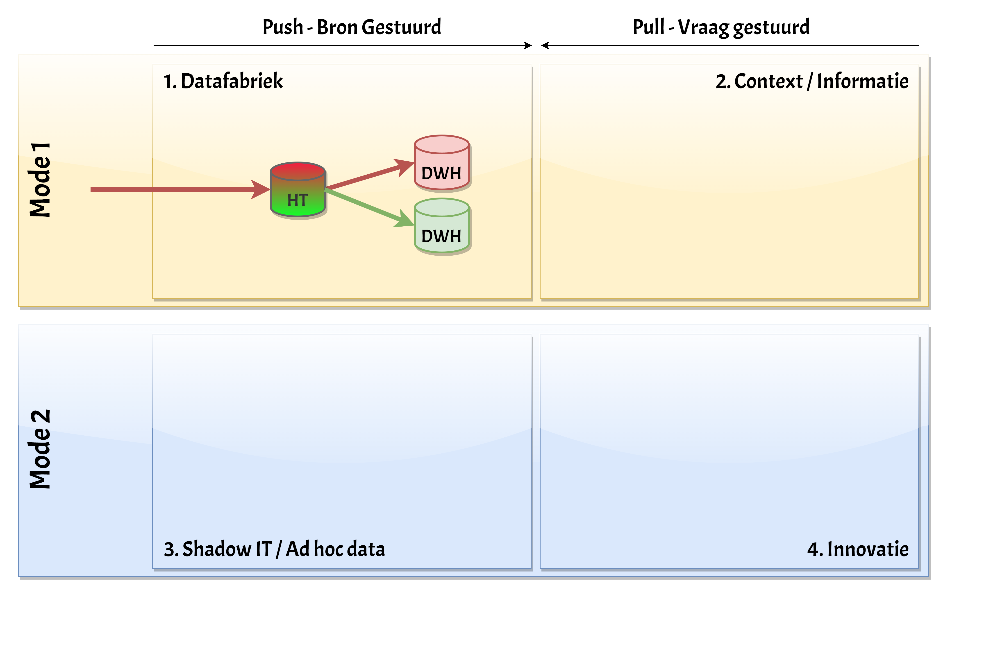 Push - Bron Gestuurd
Pull - Vraag gestuurd
Mode 1
1. Datafabriek
2. Context / Informatie
HT
DWH
DWH
Mode 2
3. Shadow IT / Ad hoc data
4. Innovatie